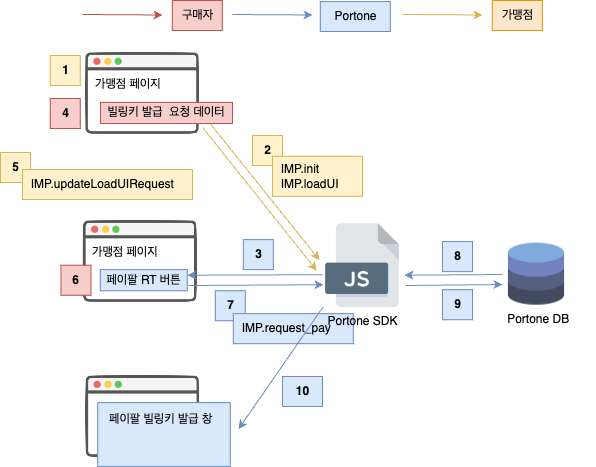 구매자
Portone
가맹점
1
가맹점 페이지
4
빌링키 발급 요청 데이터
5
IMP.updateLoadUIRequest
2
IMP.init
IMP.loadUI
가맹점 페이지
3
6
페이팔 RT 버튼
7
IMP.request_pay
JS
Portone SDK
8
9
Portone DB
10
페이팔 빌링키 발급 창